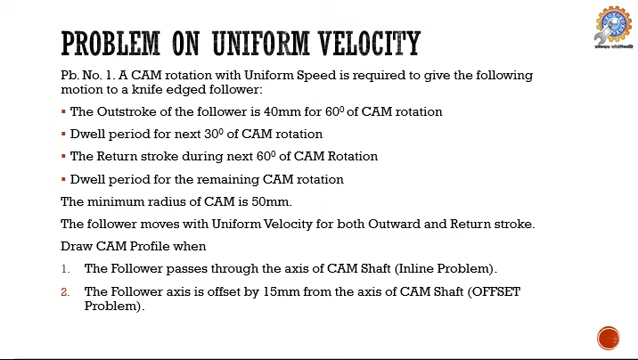 PROBLEM ON UNIFORM VELOCITY
Pb. No. 1. A CAM rotation with Uniform Speed is required to give the following
motion to a knife edged follower:
▪ The Outstroke of the follower is 40mm for 60⁰ of CAM rotation
▪ Dwell period for next 30⁰ of CAM rotation
▪ The Return stroke during next 60⁰ of CAM Rotation
▪ Dwell period for the remaining CAM rotation
The minimum radius of CAM is 50mm.
The follower moves with Uniform Velocity for both Outward and Return stroke.
Draw CAM Profile when
1. The Follower passes through the axis of CAM Shaft (Inline Problem).
2. The Follower axis is offset by 15mm from the axis of CAM Shaft (OFFSET
Problem).